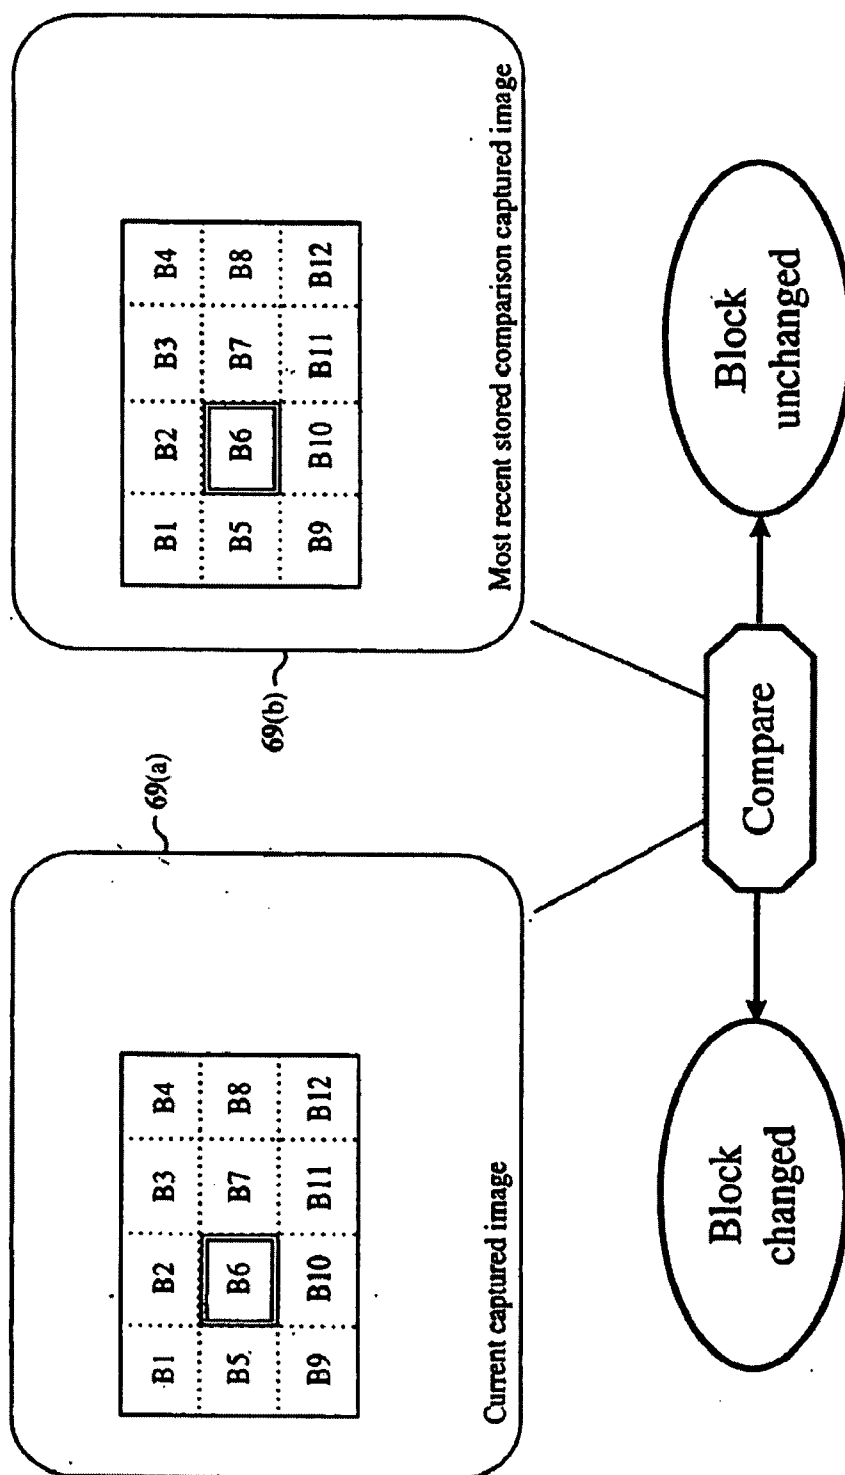 69(a)
B1 B2 B3 B4
B5 B6 B7 B8
B9 B10 B11 B12
Current captured image
69(b)
B1 B2 B3 B4
B5 B6 B7 B8
B9 B10 B11 B12
Most recent stored comparison captured image
Block
changed
Compare
Block
unchanged